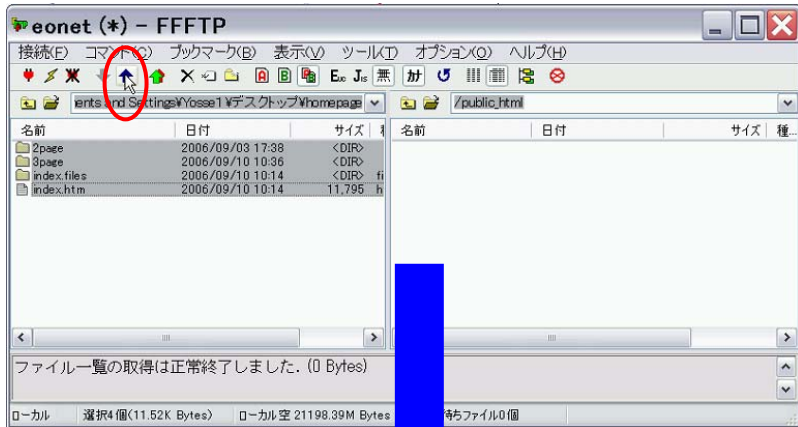 eonet (*) - FFFTP
接続(F) コマンド(C) ブックマーク(B) 表示(V) ツール(T) オプション(O) ヘルプ(H)
ents and Settings¥Yosse1¥デスクトップ¥homepage /public_html
名前 日付 サイズ 名前 日付 サイズ 種...
2page 2006/09/03 17:38 <DIR>
3page 2006/09/10 10:36 <DIR>
index.files 2006/09/10 10:14 <DIR> fi
index.htm 2006/09/10 10:14 11,795 h
ファイル一覧の取得は正常終了しました. (0 Bytes)
ローカル 選択4個(11.52K Bytes) ローカル空 21198.39M Bytes 待ちファイル0個